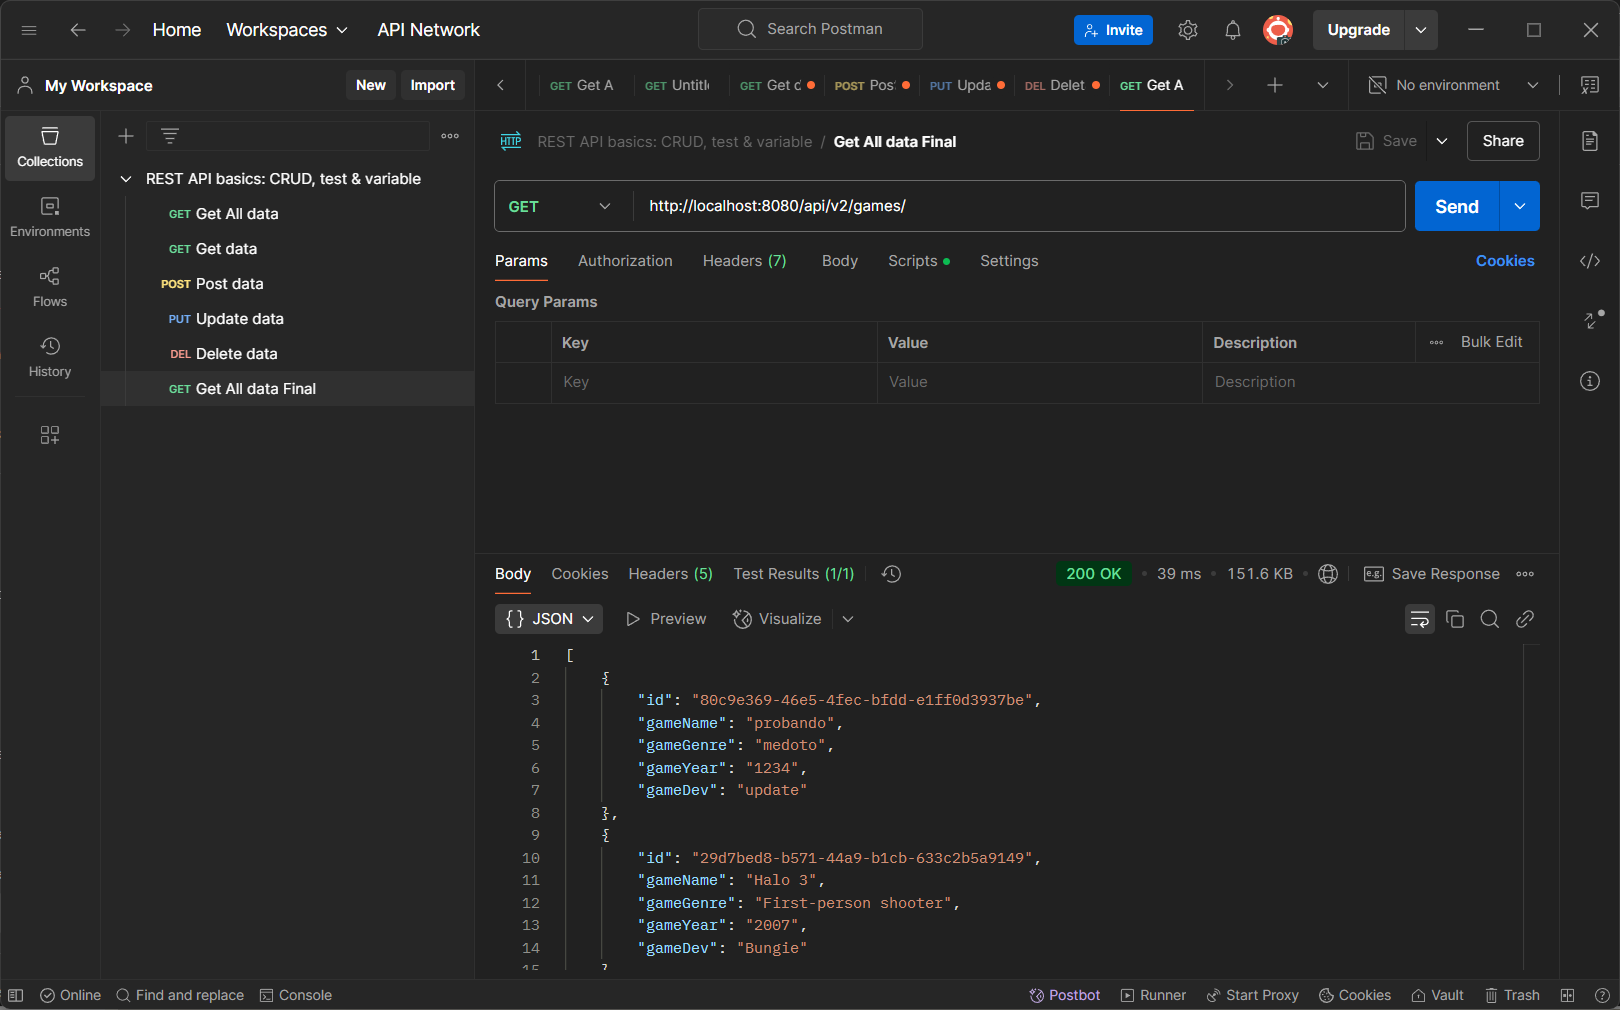 Home Workspaces API Network Search Postman Invite Upgrade
My Workspace New Import GET Get A GET Untitl GET Get d POST Pos PUT Upda DEL Delet GET Get A No environment
Collections
Environments
Flows
History
REST API basics: CRUD, test & variable
GET Get All data
GET Get data
POST Post data
PUT Update data
DEL Delete data
GET Get All data Final
HTTP REST API basics: CRUD, test & variable / Get All data Final Save Share
GET http://localhost:8080/api/v2/games/ Send
Params Authorization Headers (7) Body Scripts Settings Cookies
Query Params
Key Value Description Bulk Edit
Key Value Description
Body Cookies Headers (5) Test Results (1/1) 200 OK 39 ms 151.6 KB e.g. Save Response
{} JSON Preview Visualize
1 [
2 {
3 "id": "80c9e369-46e5-4fec-bfdd-e1ff0d3937be",
4 "gameName": "probando",
5 "gameGenre": "medoto",
6 "gameYear": "1234",
7 "gameDev": "update"
8 },
9 {
10 "id": "29d7bed8-b571-44a9-b1cb-633c2b5a9149",
11 "gameName": "Halo 3",
12 "gameGenre": "First-person shooter",
13 "gameYear": "2007",
14 "gameDev": "Bungie"
15 }
Online Find and replace Console Postbot Runner Start Proxy Cookies Vault Trash